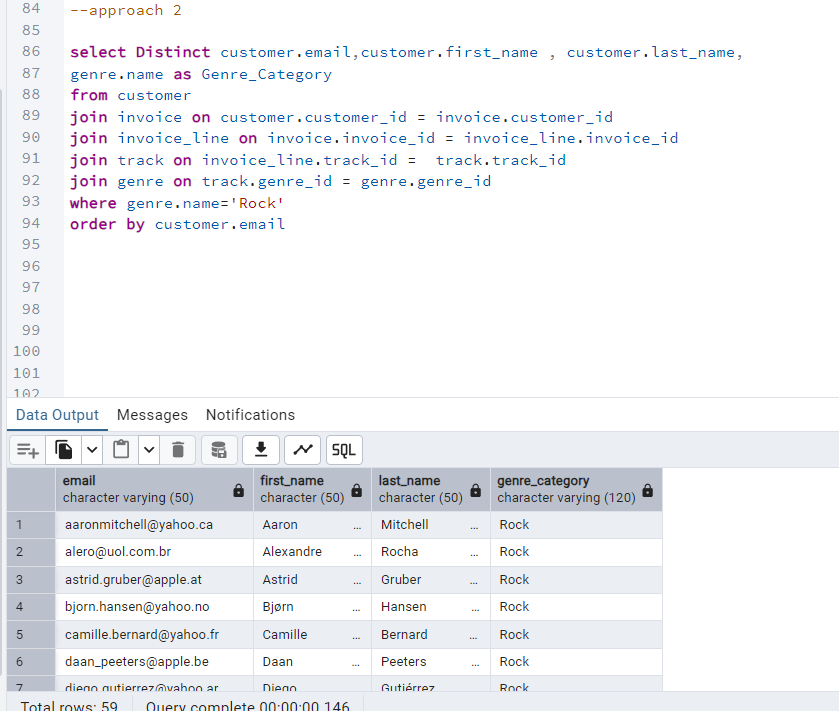 84 --approach 2
85
86 select Distinct customer.email,customer.first_name , customer.last_name,
87 genre.name as Genre_Category
88 from customer
89 join invoice on customer.customer_id = invoice.customer_id
90 join invoice_line on invoice.invoice_id = invoice_line.invoice_id
91 join track on invoice_line.track_id =  track.track_id
92 join genre on track.genre_id = genre.genre_id
93 where genre.name='Rock'
94 order by customer.email
95
96
97
98
99
100
101
102
Data Output Messages Notifications
SQL
email first_name last_name genre_category
character varying (50) character (50) character (50) character varying (120)
1 aaronmitchell@yahoo.ca Aaron ... Mitchell ... Rock
2 alero@uol.com.br Alexandre ... Rocha ... Rock
3 astrid.gruber@apple.at Astrid ... Gruber ... Rock
4 bjorn.hansen@yahoo.no Bjørn ... Hansen ... Rock
5 camille.bernard@yahoo.fr Camille ... Bernard ... Rock
6 daan_peeters@apple.be Daan ... Peeters ... Rock
7 diego.gutierrez@yahoo.ar Diego Gutiérrez Rock
Total rows: 59 Query complete 00:00:00.146